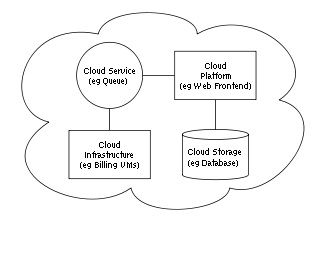 Cloud Service
(eg Queue)
Cloud
Platform
(eg Web Frontend)
Cloud
Infrastructure
(eg Billing VMs)
Cloud Storage
(eg Database)